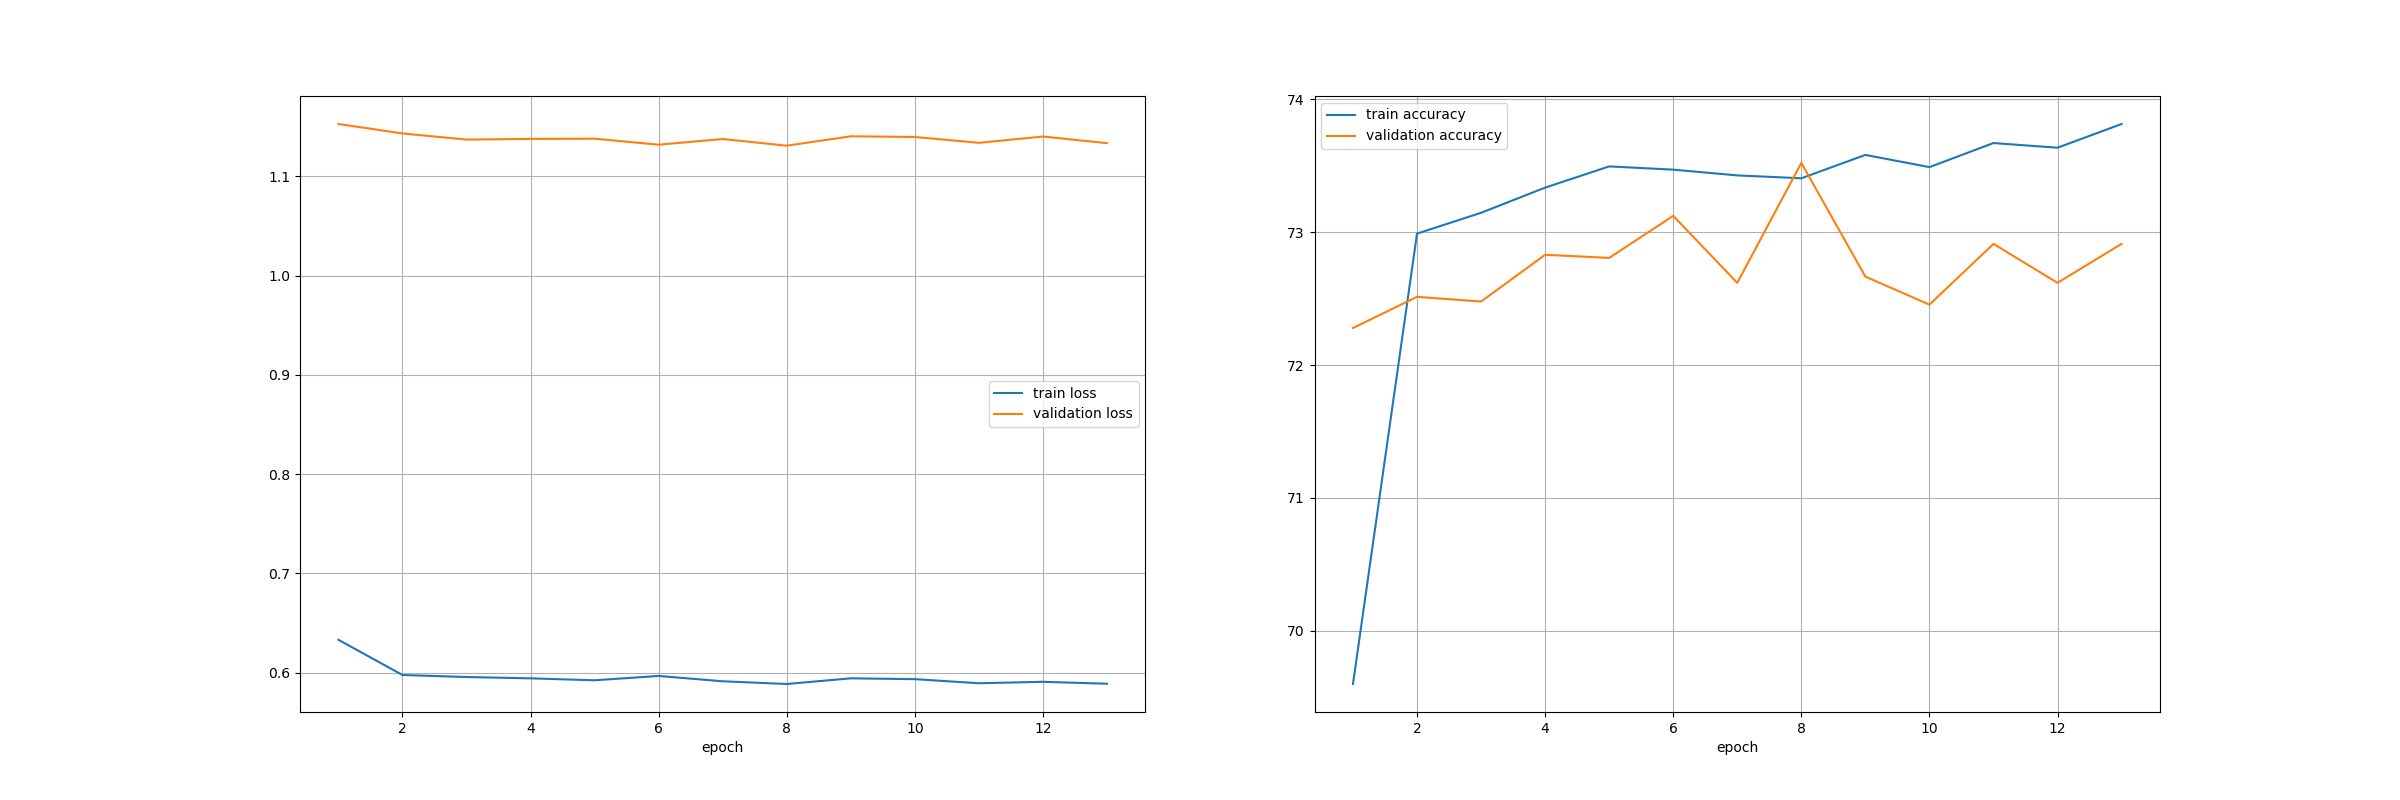 1.1
1.0
0.9
0.8
0.7
0.6
2 4 6 8 10 12
epoch
train loss
validation loss
74
73
72
71
70
2 4 6 8 10 12
epoch
train accuracy
validation accuracy